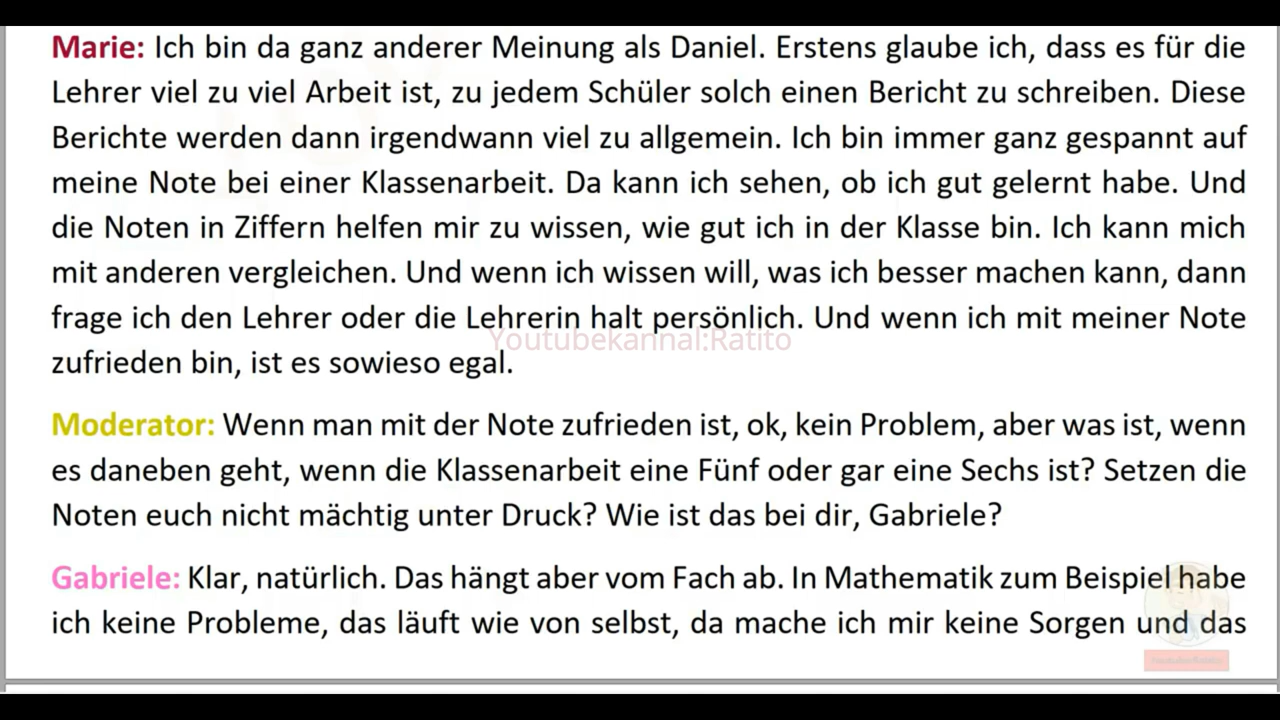 Marie: Ich bin da ganz anderer Meinung als Daniel. Erstens glaube ich, dass es für die
Lehrer viel zu viel Arbeit ist, zu jedem Schüler solch einen Bericht zu schreiben. Diese
Berichte werden dann irgendwann viel zu allgemein. Ich bin immer ganz gespannt auf
meine Note bei einer Klassenarbeit. Da kann ich sehen, ob ich gut gelernt habe. Und
die Noten in Ziffern helfen mir zu wissen, wie gut ich in der Klasse bin. Ich kann mich
mit anderen vergleichen. Und wenn ich wissen will, was ich besser machen kann, dann
frage ich den Lehrer oder die Lehrerin halt persönlich. Und wenn ich mit meiner Note
Youtubekannal:Ratito
zufrieden bin, ist es sowieso egal.
Moderator: Wenn man mit der Note zufrieden ist, ok, kein Problem, aber was ist, wenn
es daneben geht, wenn die Klassenarbeit eine Fünf oder gar eine Sechs ist? Setzen die
Noten euch nicht mächtig unter Druck? Wie ist das bei dir, Gabriele?
Gabriele: Klar, natürlich. Das hängt aber vom Fach ab. In Mathematik zum Beispiel habe
ich keine Probleme, das läuft wie von selbst, da mache ich mir keine Sorgen und das